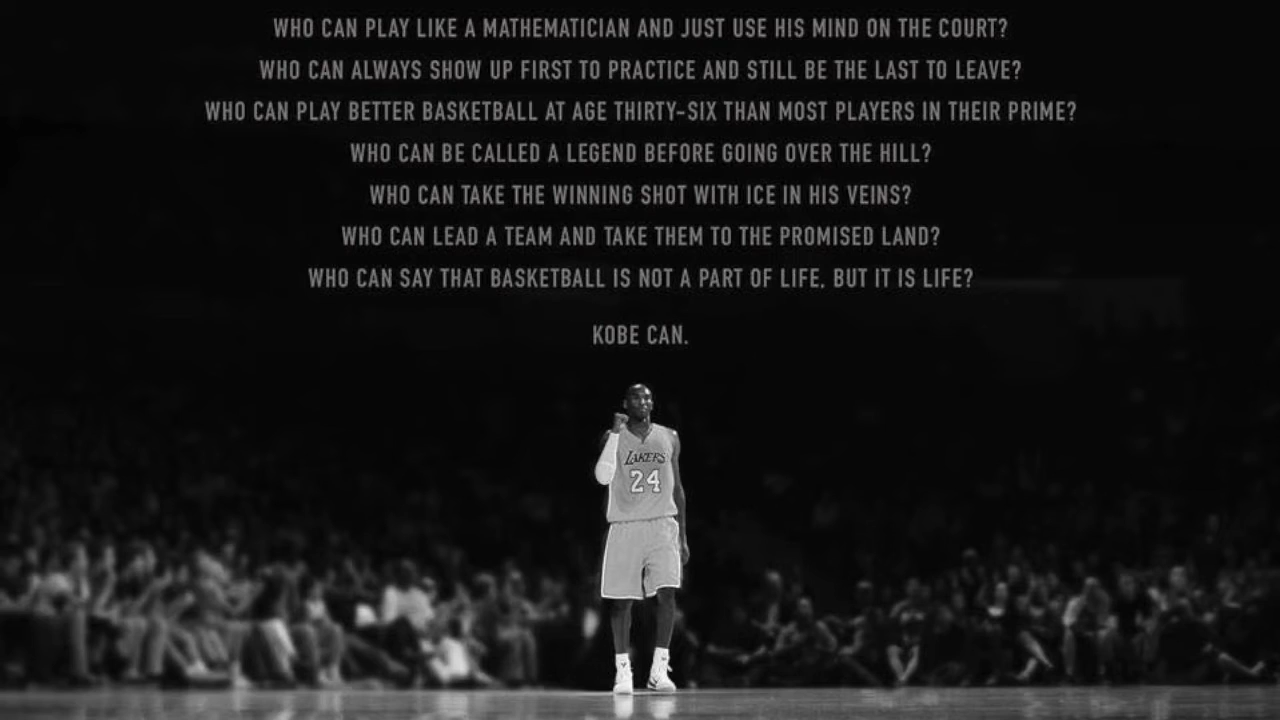 WHO CAN PLAY LIKE A MATHEMATICIAN AND JUST USE HIS MIND ON THE COURT?
WHO CAN ALWAYS SHOW UP FIRST TO PRACTICE AND STILL BE THE LAST TO LEAVE?
WHO CAN PLAY BETTER BASKETBALL AT AGE THIRTY-SIX THAN MOST PLAYERS IN THEIR PRIME?
WHO CAN BE CALLED A LEGEND BEFORE GOING OVER THE HILL?
WHO CAN TAKE THE WINNING SHOT WITH ICE IN HIS VEINS?
WHO CAN LEAD A TEAM AND TAKE THEM TO THE PROMISED LAND?
WHO CAN SAY THAT BASKETBALL IS NOT A PART OF LIFE, BUT IT IS LIFE?
KOBE CAN.
LAKERS
24